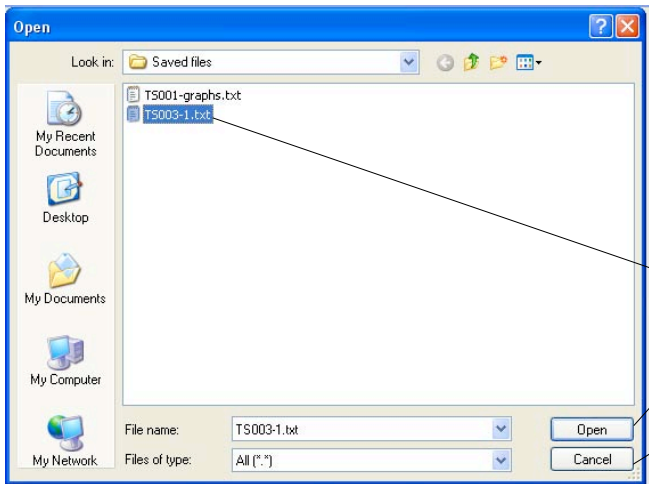 Open
Look in:
Saved files
TS001-graphs.txt
TS003-1.txt
My Recent
Documents
Desktop
My Documents
My Computer
My Network
File name:
TS003-1.txt
Open
Files of type:
All (*.*)
Cancel